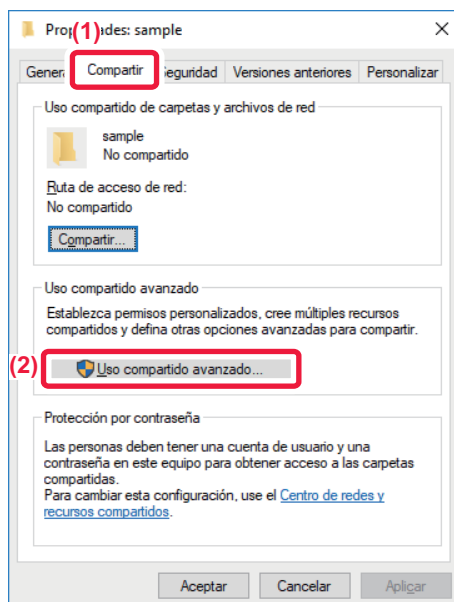 (1)
Propiedades: sample
General Compartir Seguridad Versiones anteriores Personalizar
Uso compartido de carpetas y archivos de red
sample
No compartido
Ruta de acceso de red:
No compartido
Compartir...
Uso compartido avanzado
Establezca permisos personalizados, cree múltiples recursos
compartidos y defina otras opciones avanzadas para compartir.
(2)
Uso compartido avanzado...
Protección por contraseña
Las personas deben tener una cuenta de usuario y una
contraseña en este equipo para obtener acceso a las carpetas
compartidas.
Para cambiar esta configuración, use el Centro de redes y
recursos compartidos.
Aceptar Cancelar Aplicar